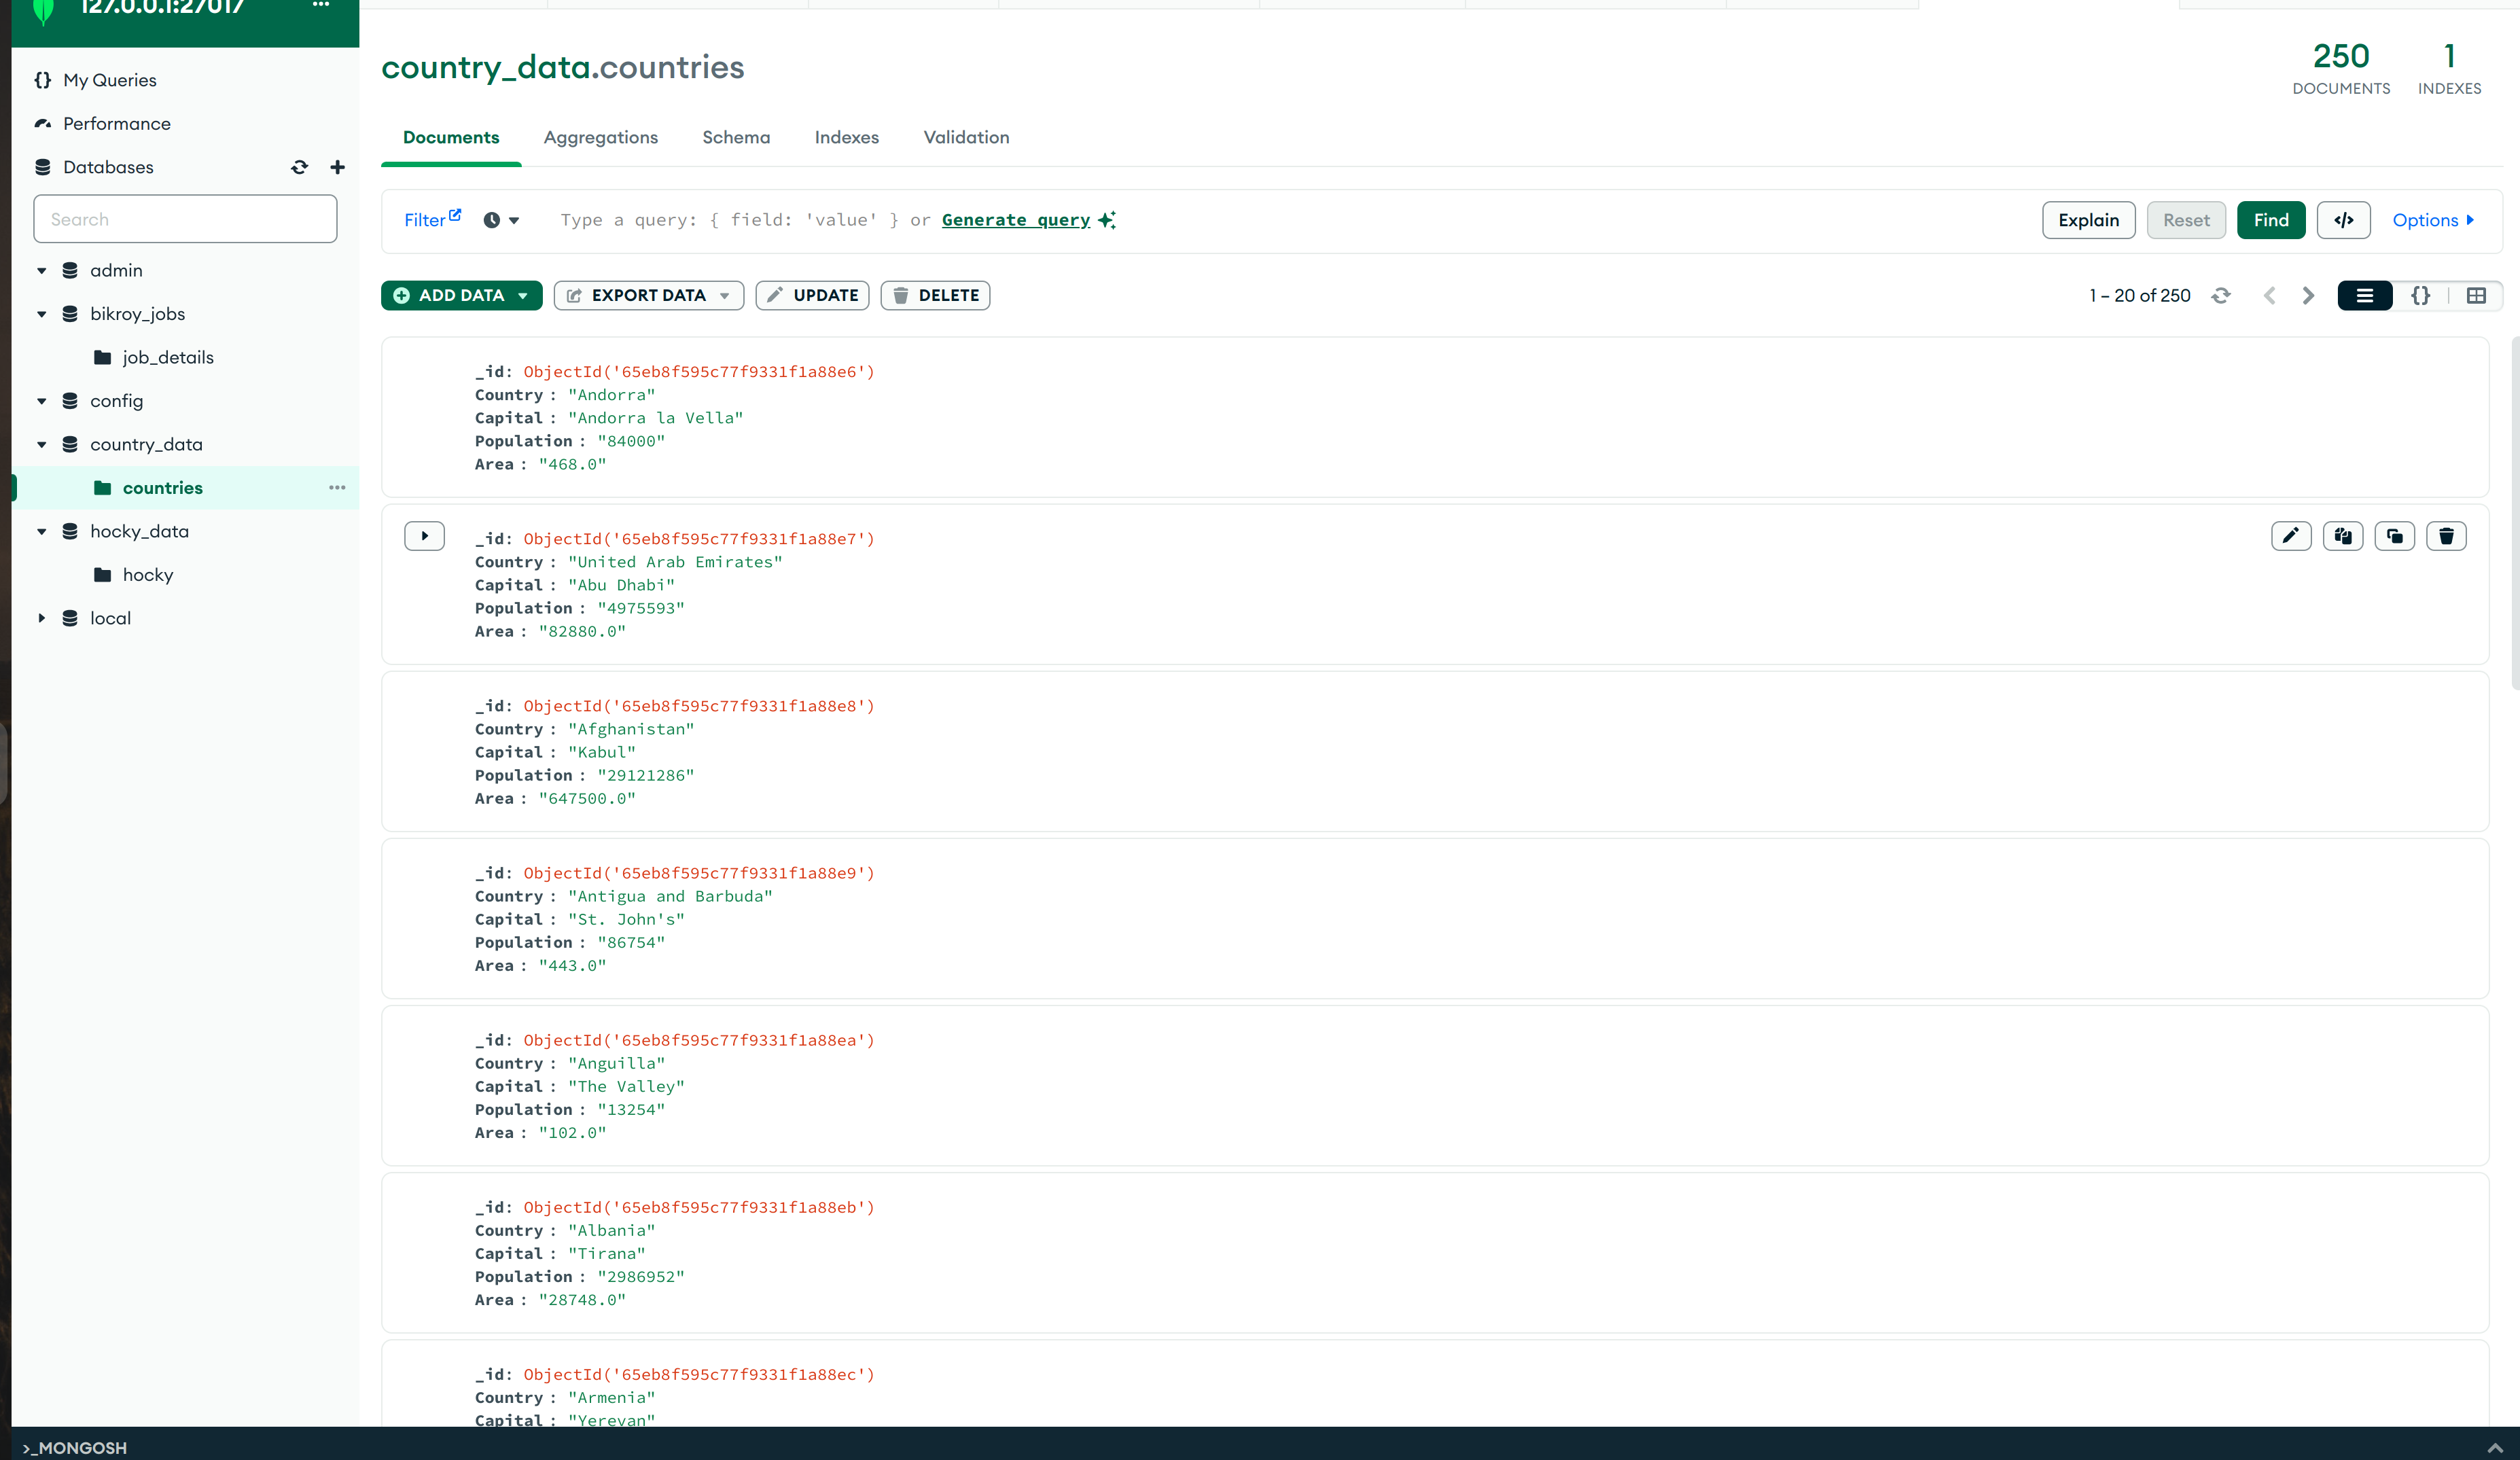 127.0.0.1:27017
My Queries
Performance
Databases
Search
admin
bikroy_jobs
job_details
config
country_data
countries
hocky_data
hocky
local
country_data.countries
250
DOCUMENTS
1
INDEXES
Documents Aggregations Schema Indexes Validation
Filter Type a query: { field: 'value' } or Generate query Explain Reset Find </> Options
ADD DATA EXPORT DATA UPDATE DELETE 1 – 20 of 250 {}
_id: ObjectId('65eb8f595c77f9331f1a88e6')
Country : "Andorra"
Capital : "Andorra la Vella"
Population : "84000"
Area : "468.0"
_id: ObjectId('65eb8f595c77f9331f1a88e7')
Country : "United Arab Emirates"
Capital : "Abu Dhabi"
Population : "4975593"
Area : "82880.0"
_id: ObjectId('65eb8f595c77f9331f1a88e8')
Country : "Afghanistan"
Capital : "Kabul"
Population : "29121286"
Area : "647500.0"
_id: ObjectId('65eb8f595c77f9331f1a88e9')
Country : "Antigua and Barbuda"
Capital : "St. John's"
Population : "86754"
Area : "443.0"
_id: ObjectId('65eb8f595c77f9331f1a88ea')
Country : "Anguilla"
Capital : "The Valley"
Population : "13254"
Area : "102.0"
_id: ObjectId('65eb8f595c77f9331f1a88eb')
Country : "Albania"
Capital : "Tirana"
Population : "2986952"
Area : "28748.0"
_id: ObjectId('65eb8f595c77f9331f1a88ec')
Country : "Armenia"
Capital : "Yerevan"
>_MONGOSH